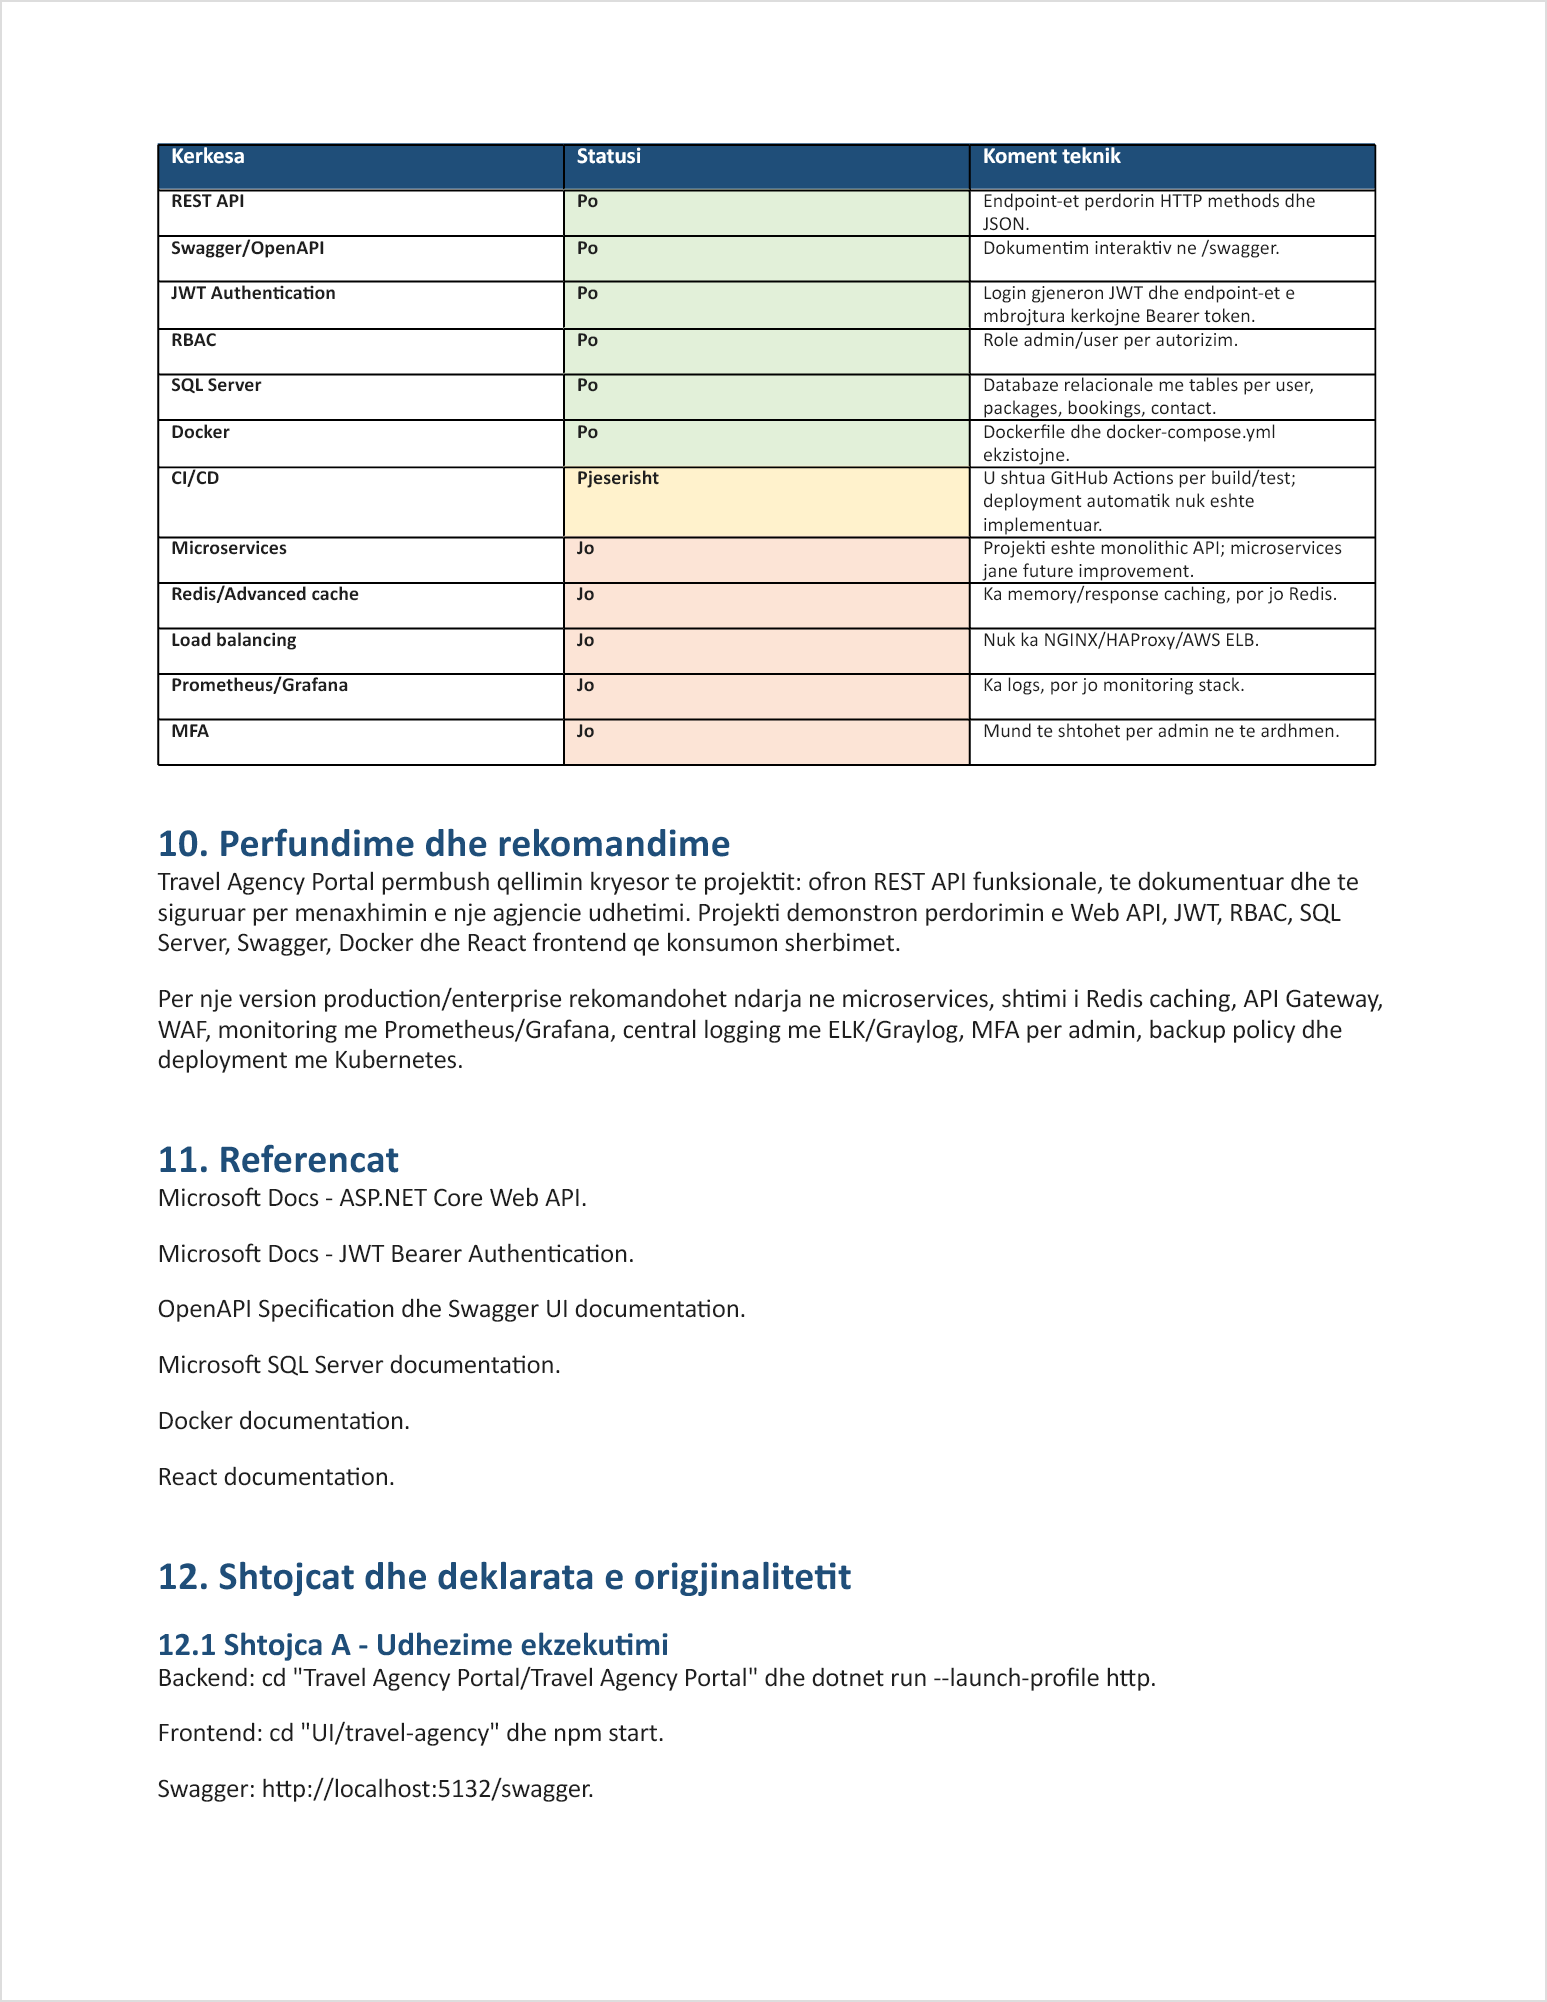 Kerkesa Statusi Koment teknik
REST API Po Endpoint-et perdorin HTTP methods dhe
JSON.
Swagger/OpenAPI Po Dokumentim interaktiv ne /swagger.
JWT Authentication Po Login gjeneron JWT dhe endpoint-et e
mbrojtura kerkojne Bearer token.
RBAC Po Role admin/user per autorizim.
SQL Server Po Databaze relacionale me tables per user,
packages, bookings, contact.
Docker Po Dockerfile dhe docker-compose.yml
ekzistojne.
CI/CD Pjeserisht U shtua GitHub Actions per build/test;
deployment automatik nuk eshte
implementuar.
Microservices Jo Projekti eshte monolithic API; microservices
jane future improvement.
Redis/Advanced cache Jo Ka memory/response caching, por jo Redis.
Load balancing Jo Nuk ka NGINX/HAProxy/AWS ELB.
Prometheus/Grafana Jo Ka logs, por jo monitoring stack.
MFA Jo Mund te shtohet per admin ne te ardhmen.
10. Perfundime dhe rekomandime
Travel Agency Portal permbush qellimin kryesor te projektit: ofron REST API funksionale, te dokumentuar dhe te
siguruar per menaxhimin e nje agjencie udhetimi. Projekti demonstron perdorimin e Web API, JWT, RBAC, SQL
Server, Swagger, Docker dhe React frontend qe konsumon sherbimet.
Per nje version production/enterprise rekomandohet ndarja ne microservices, shtimi i Redis caching, API Gateway,
WAF, monitoring me Prometheus/Grafana, central logging me ELK/Graylog, MFA per admin, backup policy dhe
deployment me Kubernetes.
11. Referencat
Microsoft Docs - ASP.NET Core Web API.
Microsoft Docs - JWT Bearer Authentication.
OpenAPI Specification dhe Swagger UI documentation.
Microsoft SQL Server documentation.
Docker documentation.
React documentation.
12. Shtojcat dhe deklarata e origjinalitetit
12.1 Shtojca A - Udhezime ekzekutimi
Backend: cd "Travel Agency Portal/Travel Agency Portal" dhe dotnet run --launch-profile http.
Frontend: cd "UI/travel-agency" dhe npm start.
Swagger: http://localhost:5132/swagger.